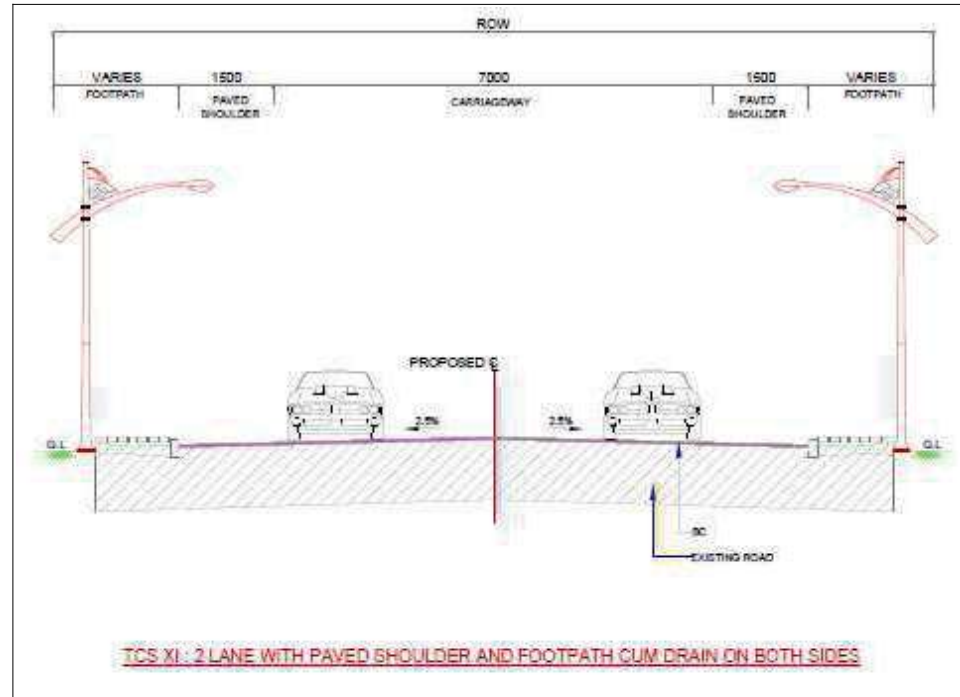 ROW
VARIES 1500 7000 1500 VARIES
FOOTPATH PAVED SHOULDER CARRIAGEWAY PAVED SHOULDER FOOTPATH
PROPOSED ℄
2.5% 2.5%
G.L G.L
BC
EXISTING ROAD
TCS XI : 2 LANE WITH PAVED SHOULDER AND FOOTPATH CUM DRAIN ON BOTH SIDES